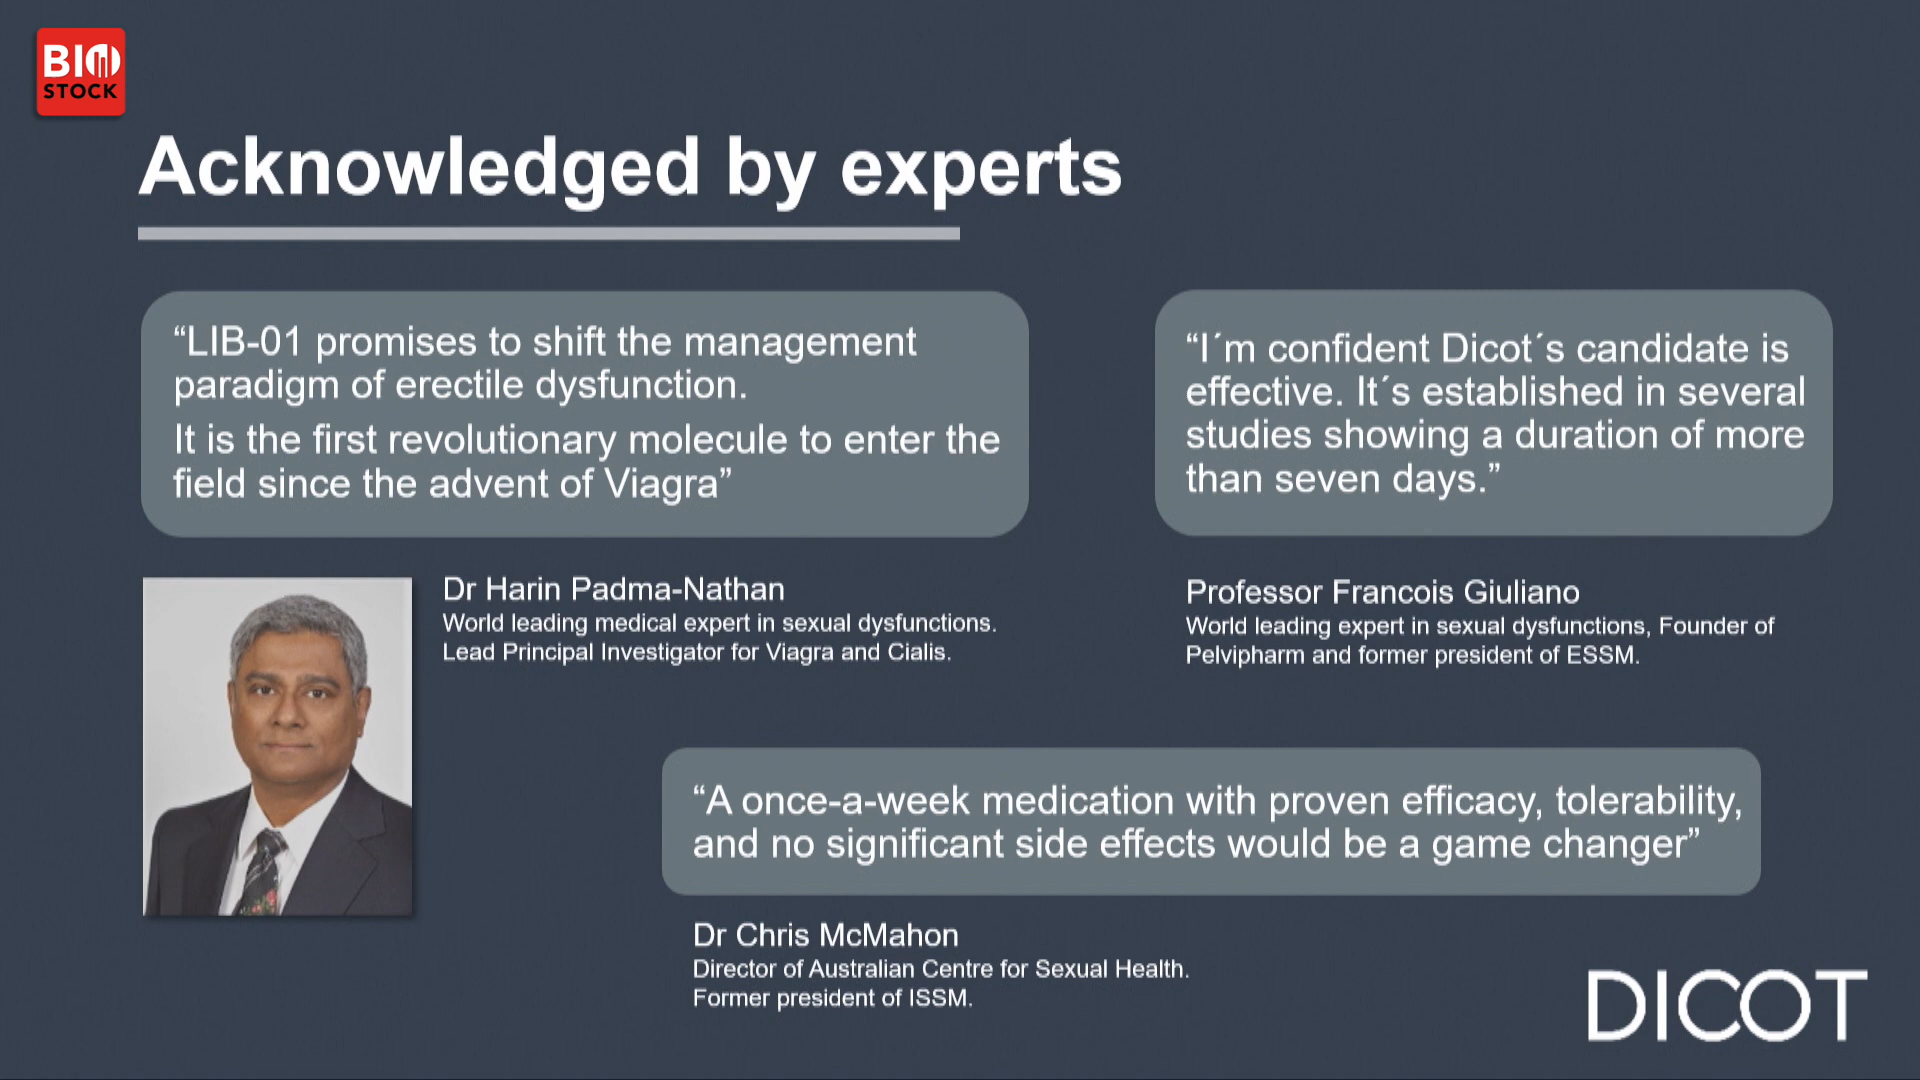 BIO
STOCK
Acknowledged by experts
“LIB-01 promises to shift the management
paradigm of erectile dysfunction.
It is the first revolutionary molecule to enter the
field since the advent of Viagra”
Dr Harin Padma-Nathan
World leading medical expert in sexual dysfunctions.
Lead Principal Investigator for Viagra and Cialis.
“I´m confident Dicot´s candidate is
effective. It´s established in several
studies showing a duration of more
than seven days.”
Professor Francois Giuliano
World leading expert in sexual dysfunctions, Founder of
Pelvipharm and former president of ESSM.
“A once-a-week medication with proven efficacy, tolerability,
and no significant side effects would be a game changer”
Dr Chris McMahon
Director of Australian Centre for Sexual Health.
Former president of ISSM.
DICOT